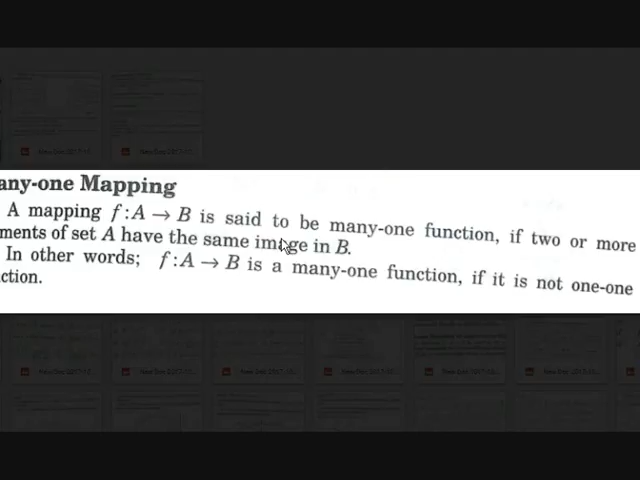 any-one Mapping
A mapping f : A → B is said to be many-one function, if two or more
ments of set A have the same image in B.
In other words; f : A → B is a many-one function, if it is not one-one
ction.